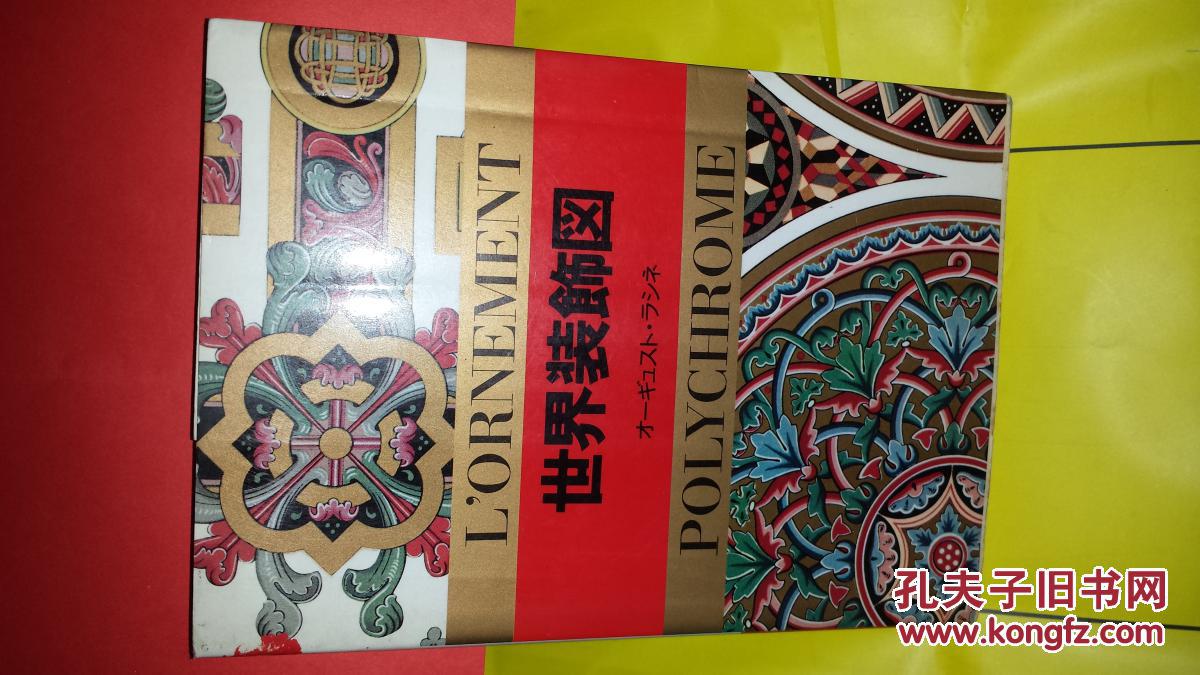 L'ORNEMENT
世界装飾図
オーギュスト・ラシネ
POLYCHROME
孔夫子旧书网
www.kongfz.com